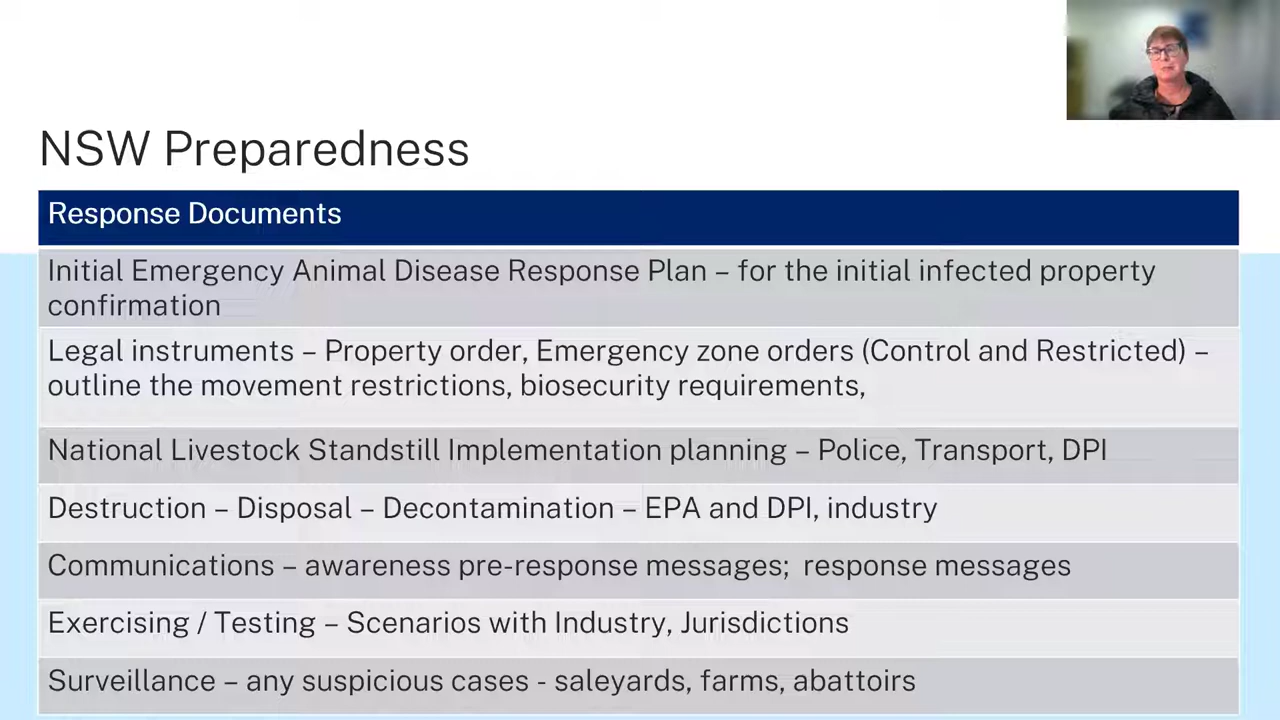 NSW Preparedness
Response Documents
Initial Emergency Animal Disease Response Plan – for the initial infected property
confirmation
Legal instruments – Property order, Emergency zone orders (Control and Restricted) –
outline the movement restrictions, biosecurity requirements,
National Livestock Standstill Implementation planning – Police, Transport, DPI
Destruction – Disposal – Decontamination – EPA and DPI, industry
Communications – awareness pre-response messages;  response messages
Exercising / Testing – Scenarios with Industry, Jurisdictions
Surveillance – any suspicious cases - saleyards, farms, abattoirs